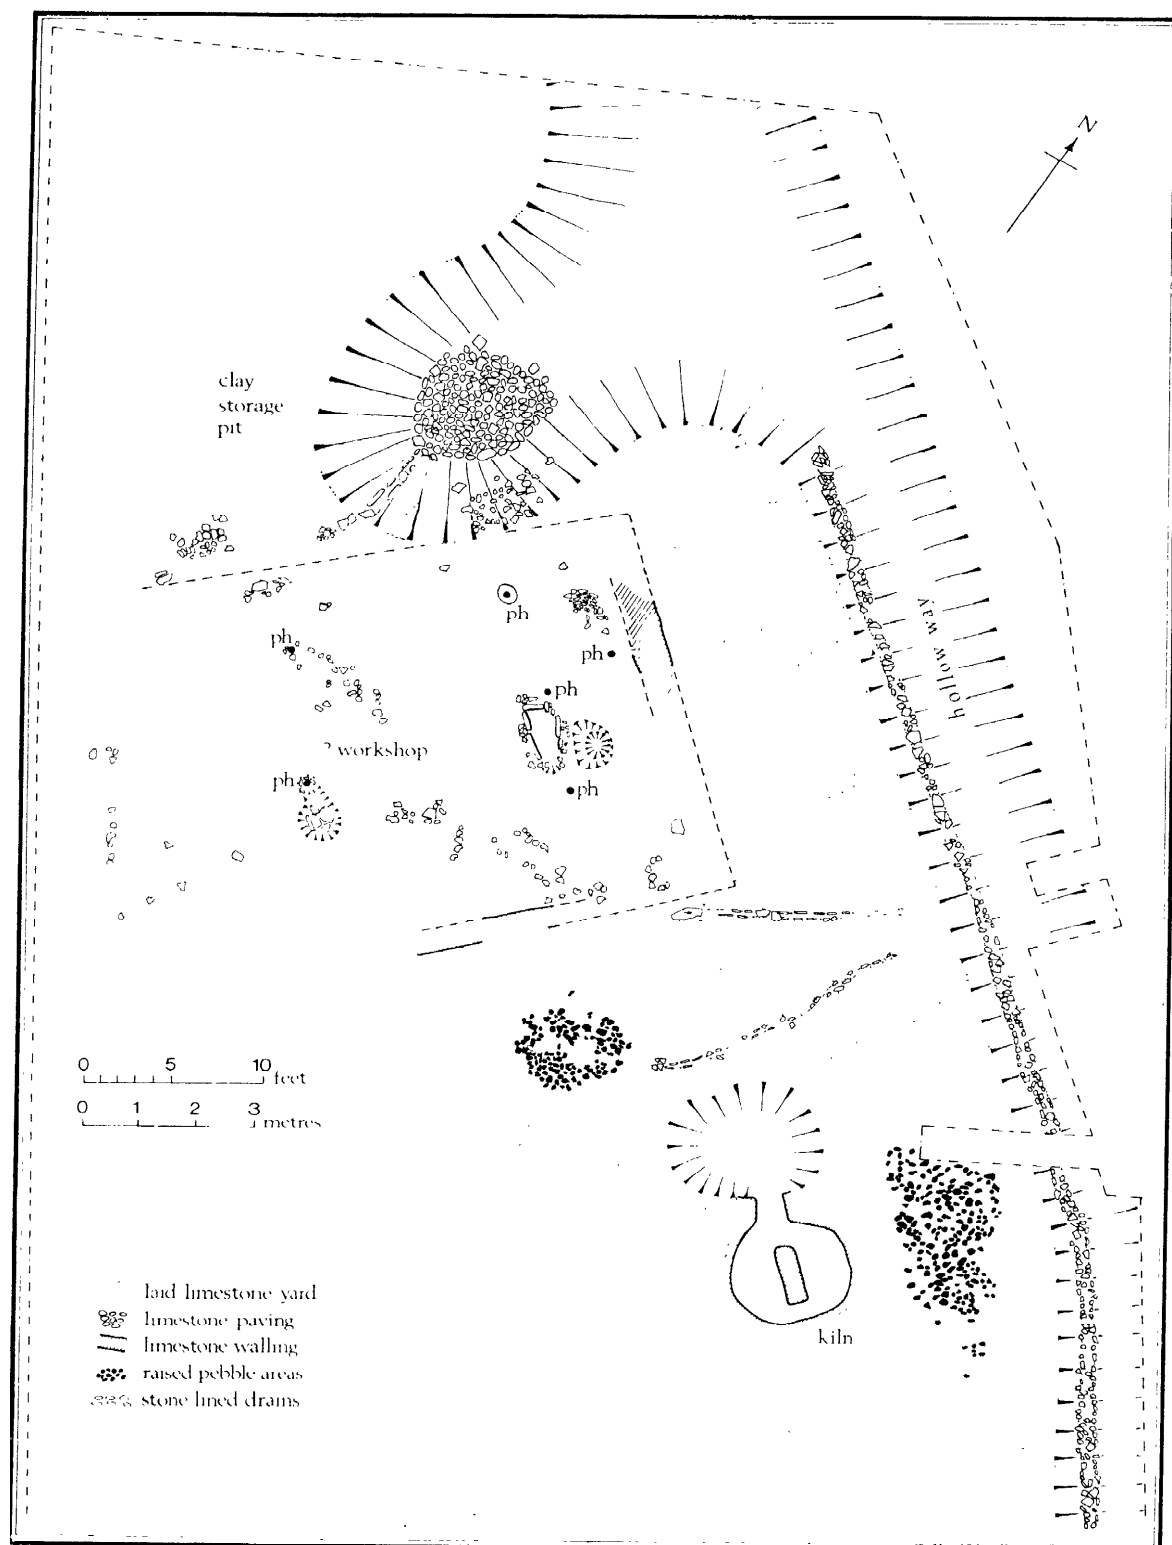 N
clay
storage
pit
ph
ph
ph
ph
? workshop
ph
ph
hollow way
0 5 10 feet
0 1 2 3 metres
laid limestone yard
limestone paving
limestone walling
raised pebble areas
stone lined drains
kiln